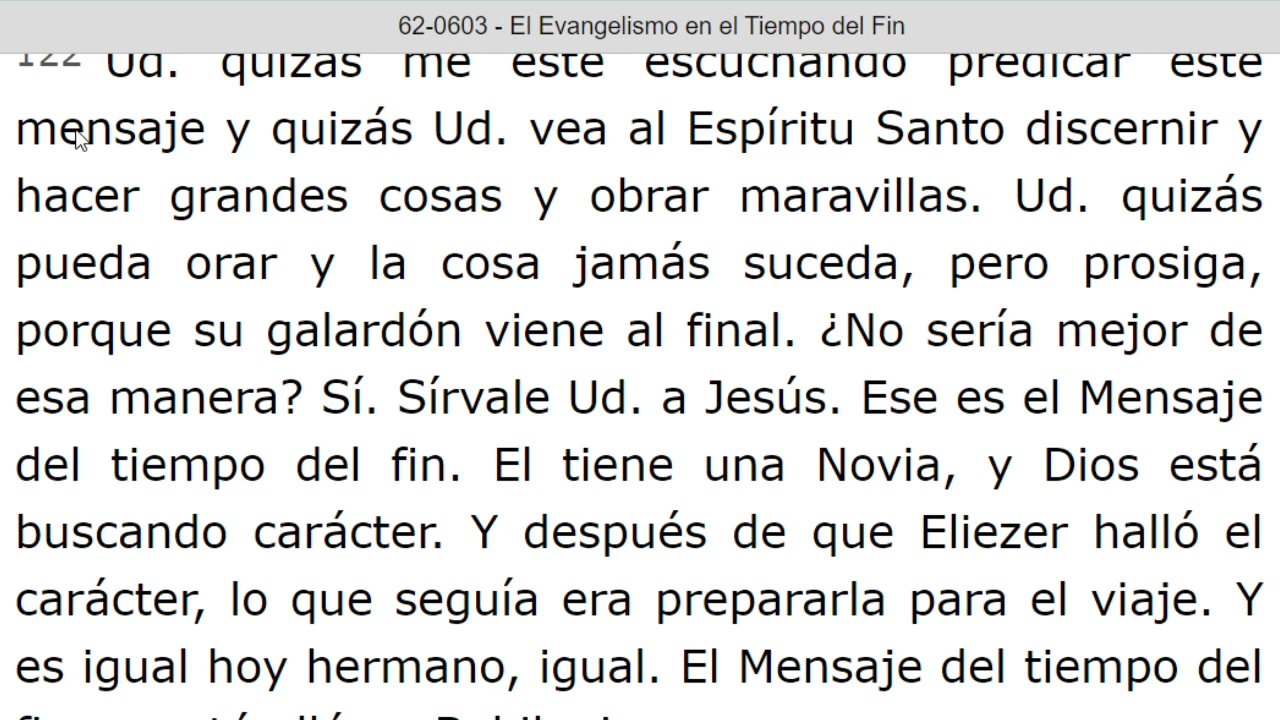 62-0603 - El Evangelismo en el Tiempo del Fin
122 Ud. quizás me esté escuchando predicar este
mensaje y quizás Ud. vea al Espíritu Santo discernir y
hacer grandes cosas y obrar maravillas. Ud. quizás
pueda orar y la cosa jamás suceda, pero prosiga,
porque su galardón viene al final. ¿No sería mejor de
esa manera? Sí. Sírvale Ud. a Jesús. Ese es el Mensaje
del tiempo del fin. El tiene una Novia, y Dios está
buscando carácter. Y después de que Eliezer halló el
carácter, lo que seguía era prepararla para el viaje. Y
es igual hoy hermano, igual. El Mensaje del tiempo del